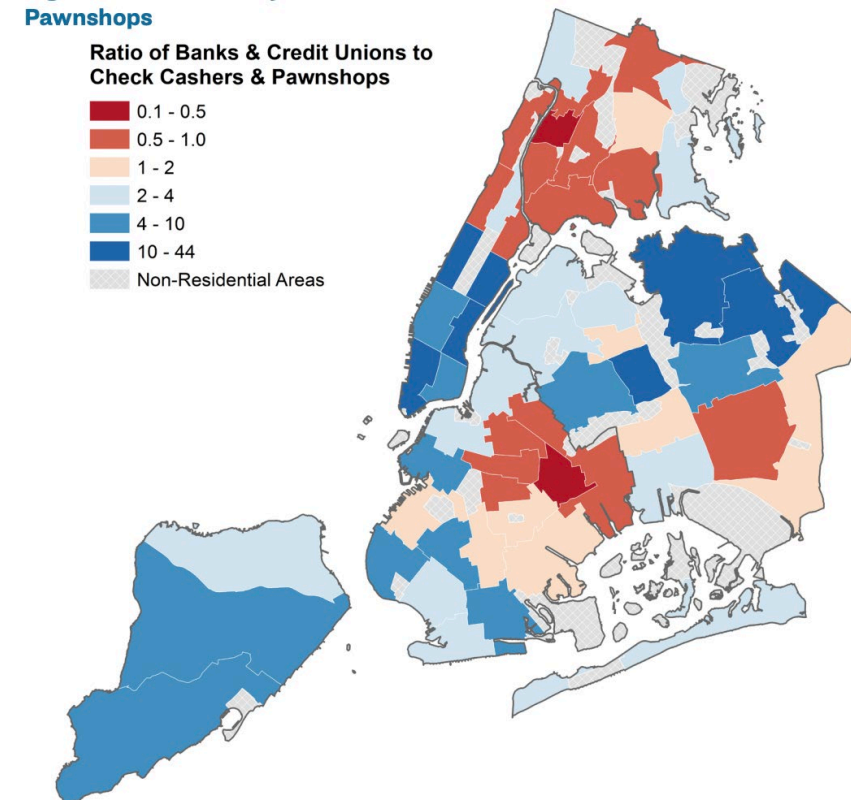 Pawnshops
Ratio of Banks & Credit Unions to
Check Cashers & Pawnshops
0.1 - 0.5
0.5 - 1.0
1 - 2
2 - 4
4 - 10
10 - 44
Non-Residential Areas